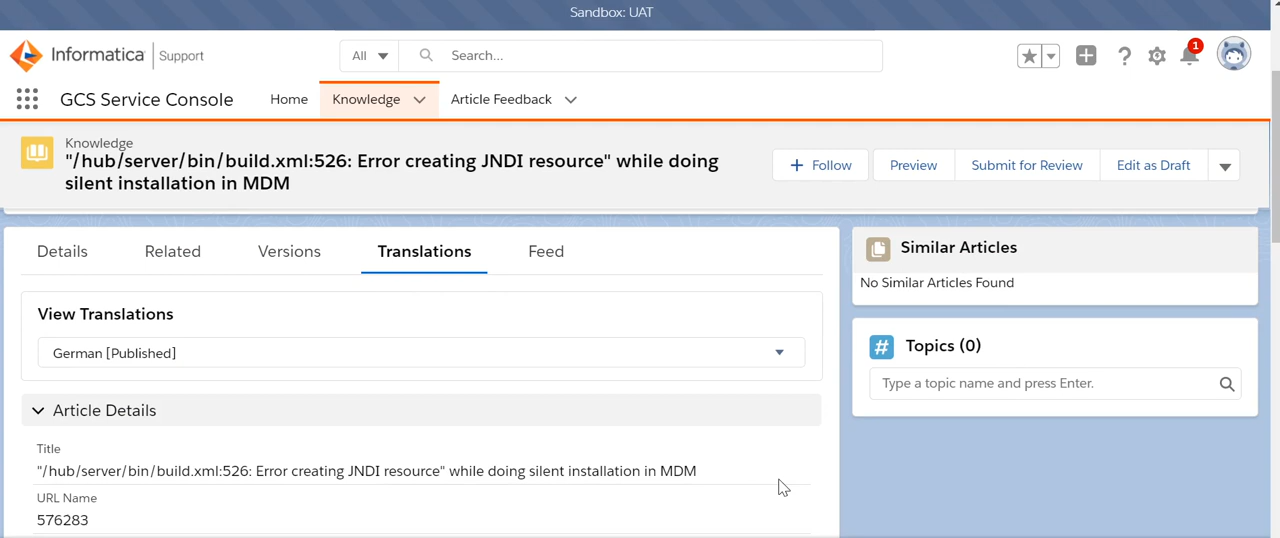 Sandbox: UAT
Informatica Support
All
Search...
1
GCS Service Console
Home
Knowledge
Article Feedback
Knowledge
"/hub/server/bin/build.xml:526: Error creating JNDI resource" while doing
silent installation in MDM
+ Follow
Preview
Submit for Review
Edit as Draft
Details
Related
Versions
Translations
Feed
View Translations
German [Published]
Article Details
Title
"/hub/server/bin/build.xml:526: Error creating JNDI resource" while doing silent installation in MDM
URL Name
576283
Similar Articles
No Similar Articles Found
# Topics (0)
Type a topic name and press Enter.